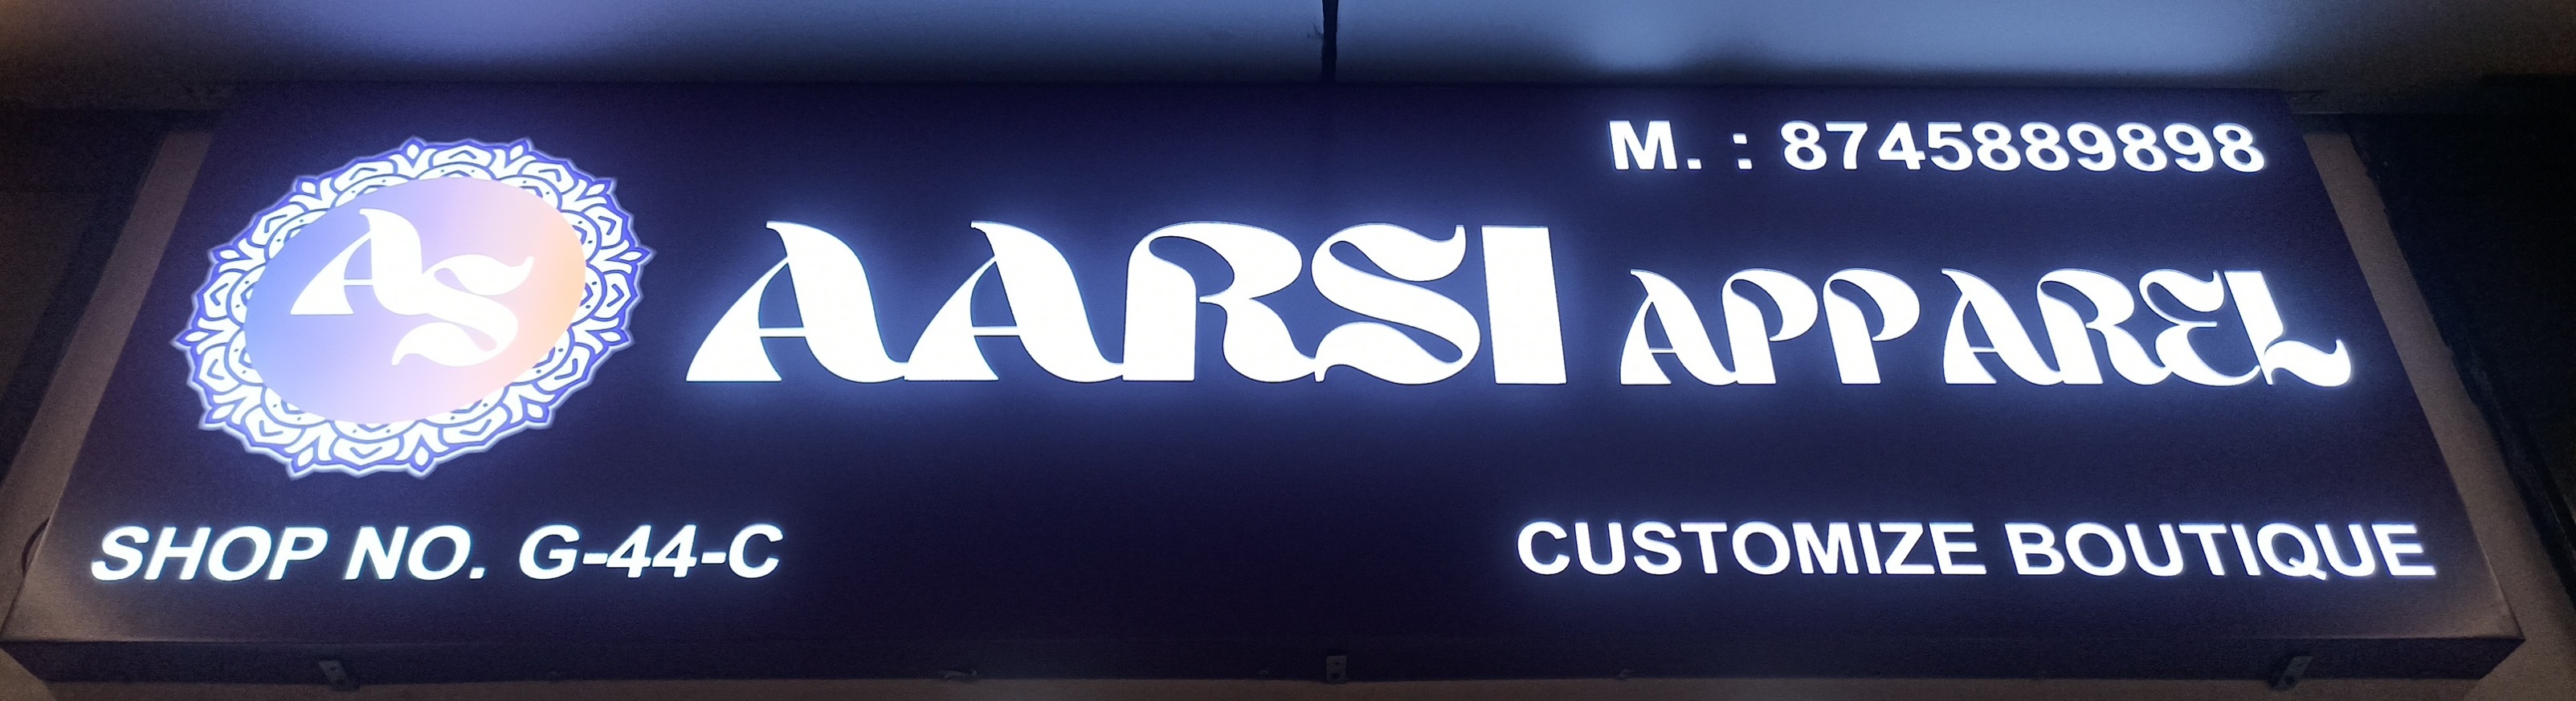 M. : 8745889898
AS
AARSI APPAREL
SHOP NO. G-44-C
CUSTOMIZE BOUTIQUE